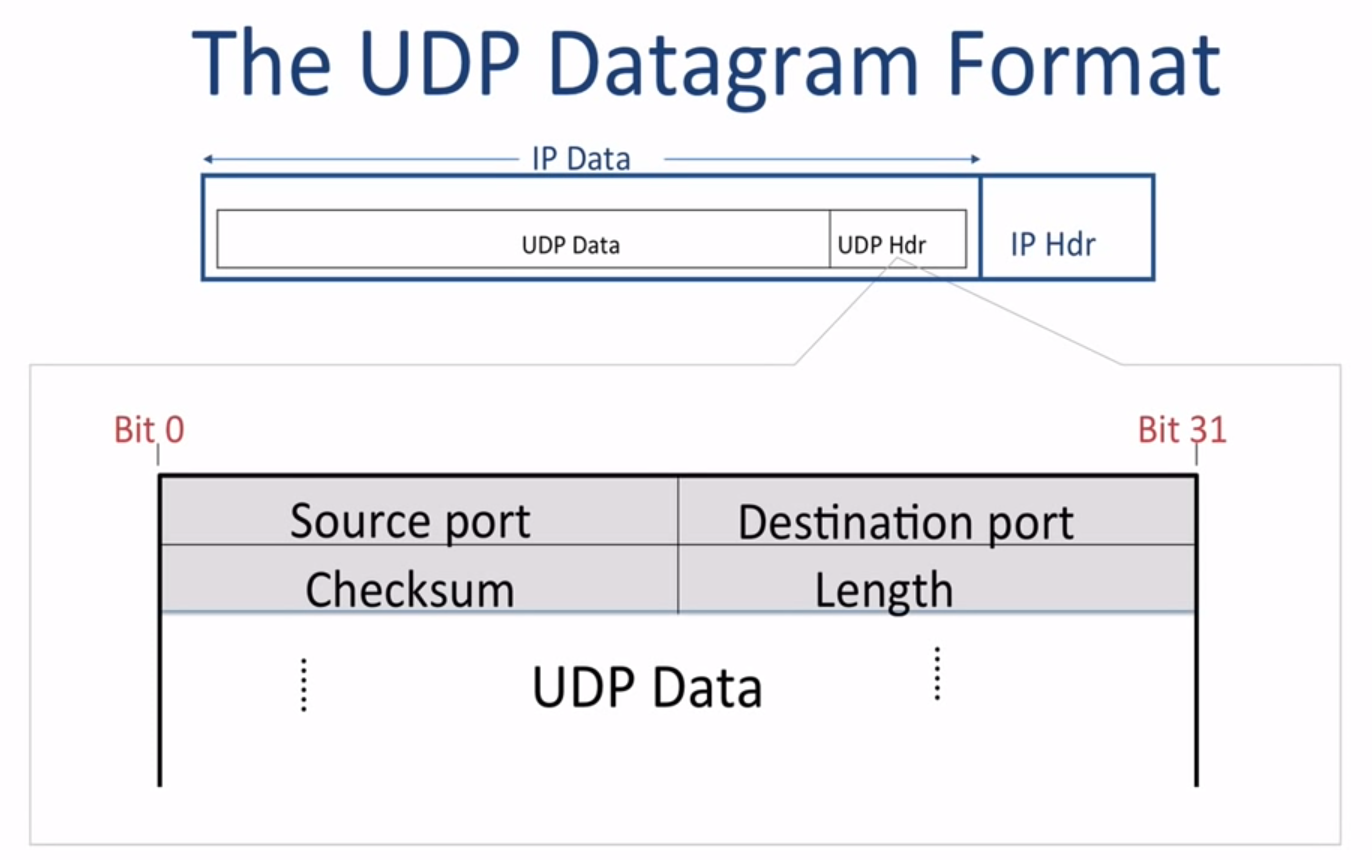 The UDP Datagram Format
IP Data
UDP Data
UDP Hdr
IP Hdr
Bit 0
Bit 31
Source port
Destination port
Checksum
Length
UDP Data